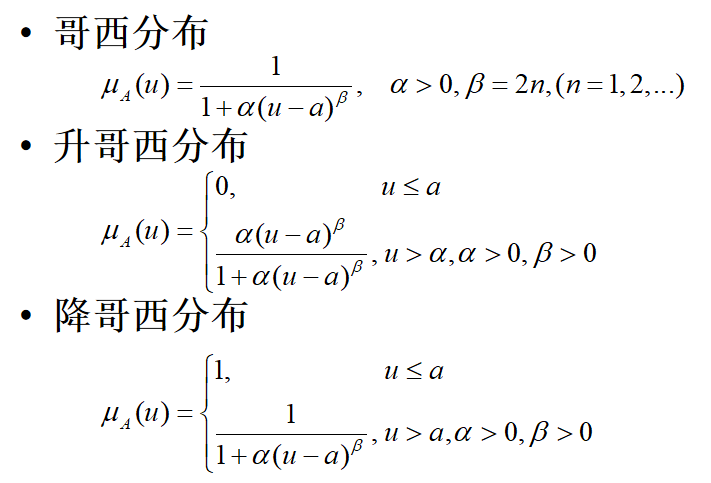 • 哥西分布
μ_A(u) = 1 / (1+α(u−a)^β), α > 0, β = 2n, (n = 1, 2, ...)
• 升哥西分布
μ_A(u) = { 0, u ≤ a
α(u−a)^β / (1+α(u−a)^β), u > α, α > 0, β > 0
• 降哥西分布
μ_A(u) = { 1, u ≤ a
1 / (1+α(u−a)^β), u > a, α > 0, β > 0